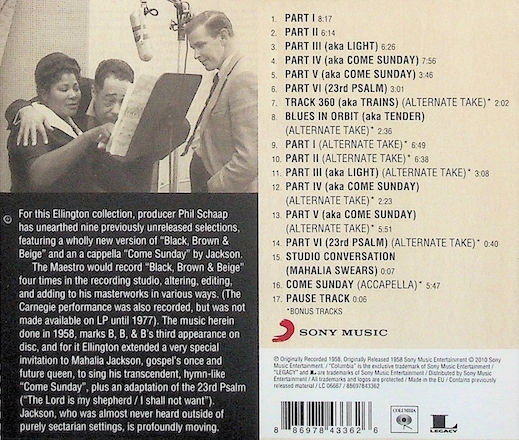 1. PART I 8:17
2. PART II 6:14
3. PART III (aka LIGHT) 6:26
4. PART IV (aka COME SUNDAY) 7:56
5. PART V (aka COME SUNDAY) 3:46
6. PART VI (23rd PSALM) 3:01
7. TRACK 360 (aka TRAINS) (ALTERNATE TAKE)* 2:02
8. BLUES IN ORBIT (aka TENDER)
(ALTERNATE TAKE)* 2:36
9. PART I (ALTERNATE TAKE)* 6:49
10. PART II (ALTERNATE TAKE)* 6:38
11. PART III (aka LIGHT) (ALTERNATE TAKE)* 3:08
12. PART IV (aka COME SUNDAY)
(ALTERNATE TAKE)* 2:23
13. PART V (aka COME SUNDAY)
(ALTERNATE TAKE)* 5:51
14. PART VI (23rd PSALM) (ALTERNATE TAKE)* 0:40
15. STUDIO CONVERSATION
(MAHALIA SWEARS) 0:07
16. COME SUNDAY (ACCAPELLA)* 5:47
17. PAUSE TRACK 0:06
*BONUS TRACKS
For this Ellington collection, producer Phil Schaap
has unearthed nine previously unreleased selections,
featuring a wholly new version of "Black, Brown &
Beige" and an a cappella "Come Sunday" by Jackson.
The Maestro would record "Black, Brown & Beige"
four times in the recording studio, altering, editing,
and adding to his masterworks in various ways. (The
Carnegie performance was also recorded, but was not
made available on LP until 1977). The music herein
done in 1958, marks B, B, & B's third appearance on
disc, and for it Ellington extended a very special
invitation to Mahalia Jackson, gospel's once and
future queen, to sing his transcendent, hymn-like
"Come Sunday", plus an adaptation of the 23rd Psalm
("The Lord is my shepherd / I shall not want").
Jackson, who was almost never heard outside of
purely sectarian settings, is profoundly moving.
SONY MUSIC
℗ Originally Recorded 1958. Originally Released 1958 Sony Music Entertainment © 2010 Sony
Music Entertainment. / "Columbia" is the exclusive trademark of Sony Music Entertainment /
"LEGACY" and L are trademarks of Sony Music Entertainment / Distributed by Sony Music
Entertainment / All trademarks and logos are protected / Made in the EU / Contains previously
released material / LC 06667 / 88697843362
8 86978 43362 6
COLUMBIA
L
LEGACY